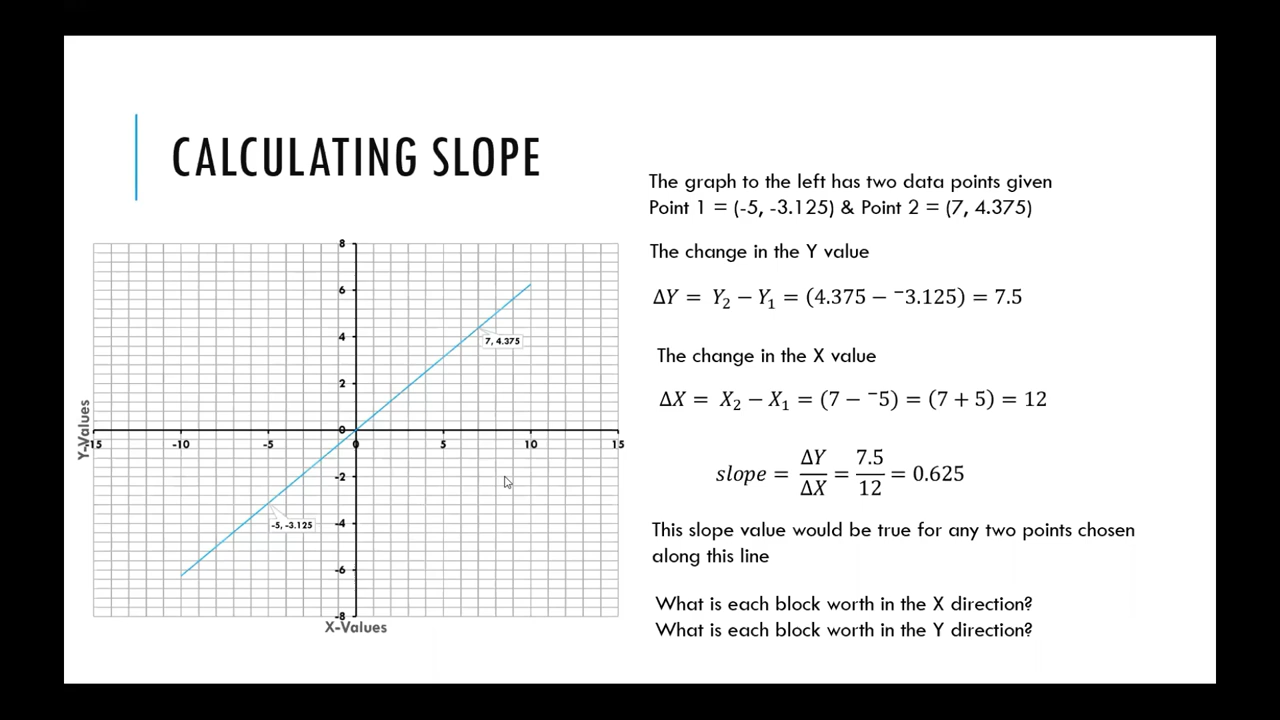 CALCULATING SLOPE
The graph to the left has two data points given
Point 1 = (-5, -3.125) & Point 2 = (7, 4.375)
The change in the Y value
ΔY = Y₂ − Y₁ = (4.375 − ⁻3.125) = 7.5
The change in the X value
ΔX = X₂ − X₁ = (7 − ⁻5) = (7 + 5) = 12
slope = ΔY/ΔX = 7.5/12 = 0.625
This slope value would be true for any two points chosen
along this line
What is each block worth in the X direction?
What is each block worth in the Y direction?
8
6
4
7, 4.375
2
0
-15 -10 -5 0 5 10 15
-2
-4
-5, -3.125
-6
-8
Y-Values
X-Values